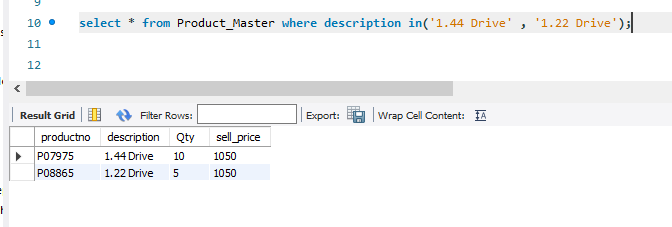 9
10 select * from Product_Master where description in('1.44 Drive' , '1.22 Drive');
11
12
Result Grid Filter Rows: Export: Wrap Cell Content: IA
productno description Qty sell_price
P07975 1.44 Drive 10 1050
P08865 1.22 Drive 5 1050